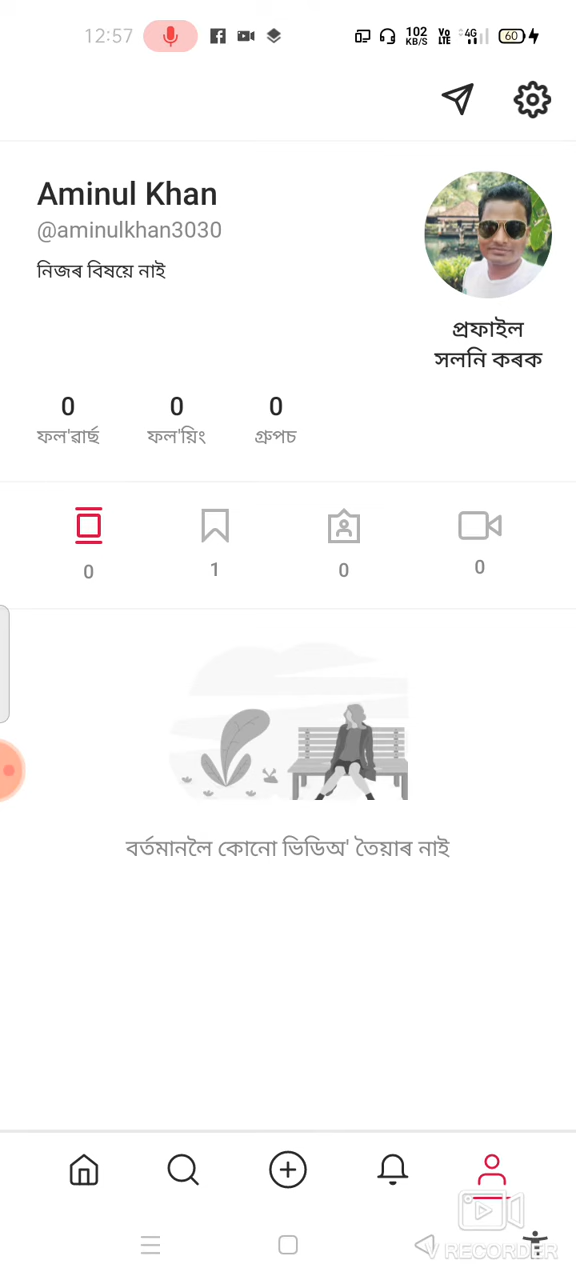 12:57
102
KB/S
Vo
LTE
4G
60
Aminul Khan
@aminulkhan3030
নিজৰ বিষয়ে নাই
প্ৰফাইল
সলনি কৰক
0 0 0
ফল'ৱাৰ্ছ ফল'য়িং গ্ৰুপচ
0 1 0 0
বৰ্তমানলৈ কোনো ভিডিঅ' তৈয়াৰ নাই
V RECORDER